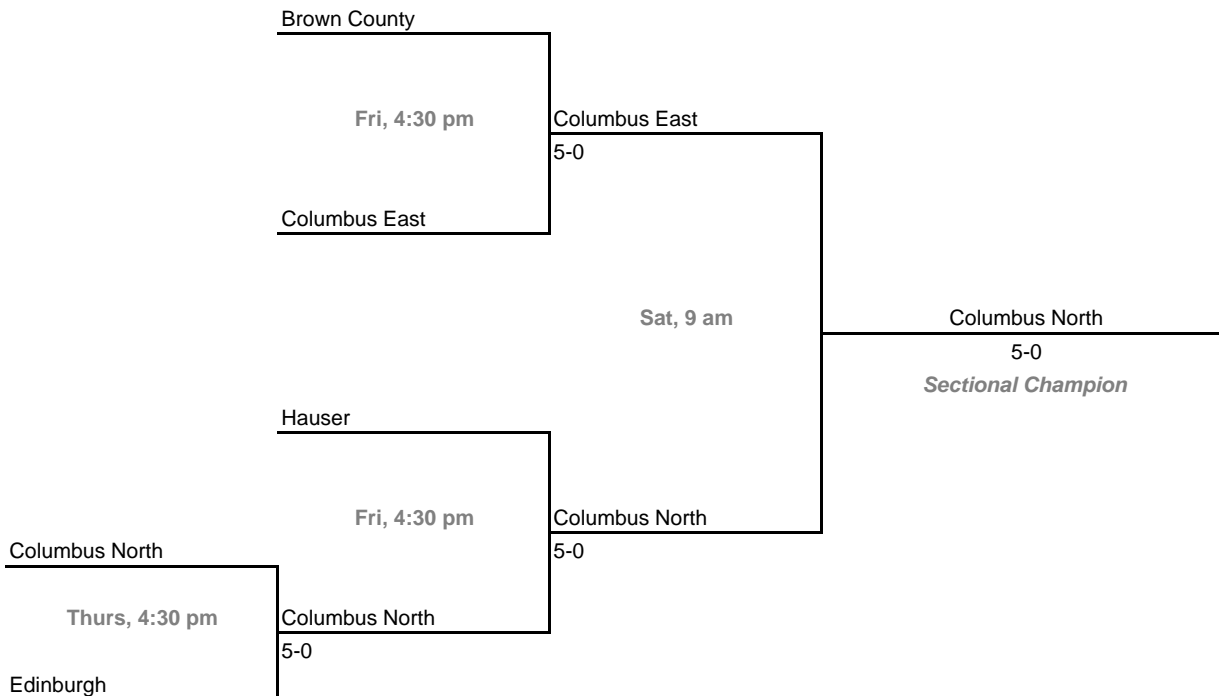 Brown County
Fri, 4:30 pm
Columbus East
5-0
Columbus East
Sat, 9 am
Columbus North
5-0
Sectional Champion
Hauser
Fri, 4:30 pm
Columbus North
5-0
Columbus North
Thurs, 4:30 pm
Columbus North
5-0
Edinburgh